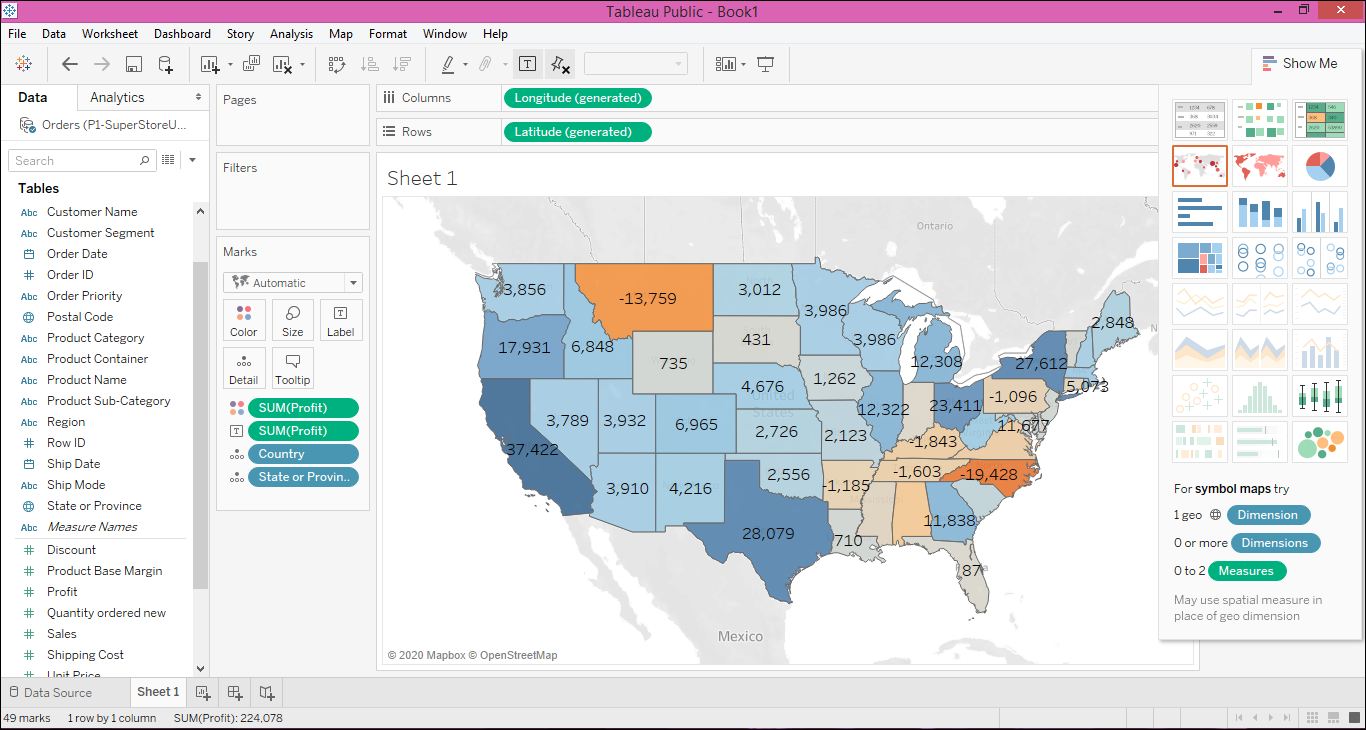 Tableau Public - Book1
File Data Worksheet Dashboard Story Analysis Map Format Window Help
Show Me
Data Analytics
Orders (P1-SuperStoreU...
Search
Tables
Abc Customer Name
Abc Customer Segment
Order Date
Order ID
Abc Order Priority
Postal Code
Abc Product Category
Abc Product Container
Abc Product Name
Abc Product Sub-Category
Abc Region
Row ID
Ship Date
Abc Ship Mode
State or Province
Abc Measure Names
Discount
Product Base Margin
Profit
Quantity ordered new
Sales
Shipping Cost
Unit Price
Pages
Filters
Marks
Automatic
Color Size Label
Detail Tooltip
SUM(Profit)
SUM(Profit)
Country
State or Provin..
Columns Longitude (generated)
Rows Latitude (generated)
Sheet 1
Ontario
3,856
-13,759
3,012
3,986
2,848
17,931
6,848
431
3,986
12,308
27,612
735
1,262
5,073
4,676
-1,096
United
States
3,789
3,932
6,965
2,726
2,123
12,322
23,411
11,677
37,422
-1,843
3,910
4,216
2,556
-1,185
-1,603
-19,428
28,079
710
11,838
87
Mexico
© 2020 Mapbox © OpenStreetMap
For symbol maps try
1 geo Dimension
0 or more Dimensions
0 to 2 Measures
May use spatial measure in
place of geo dimension
Data Source Sheet 1
49 marks 1 row by 1 column SUM(Profit): 224,078